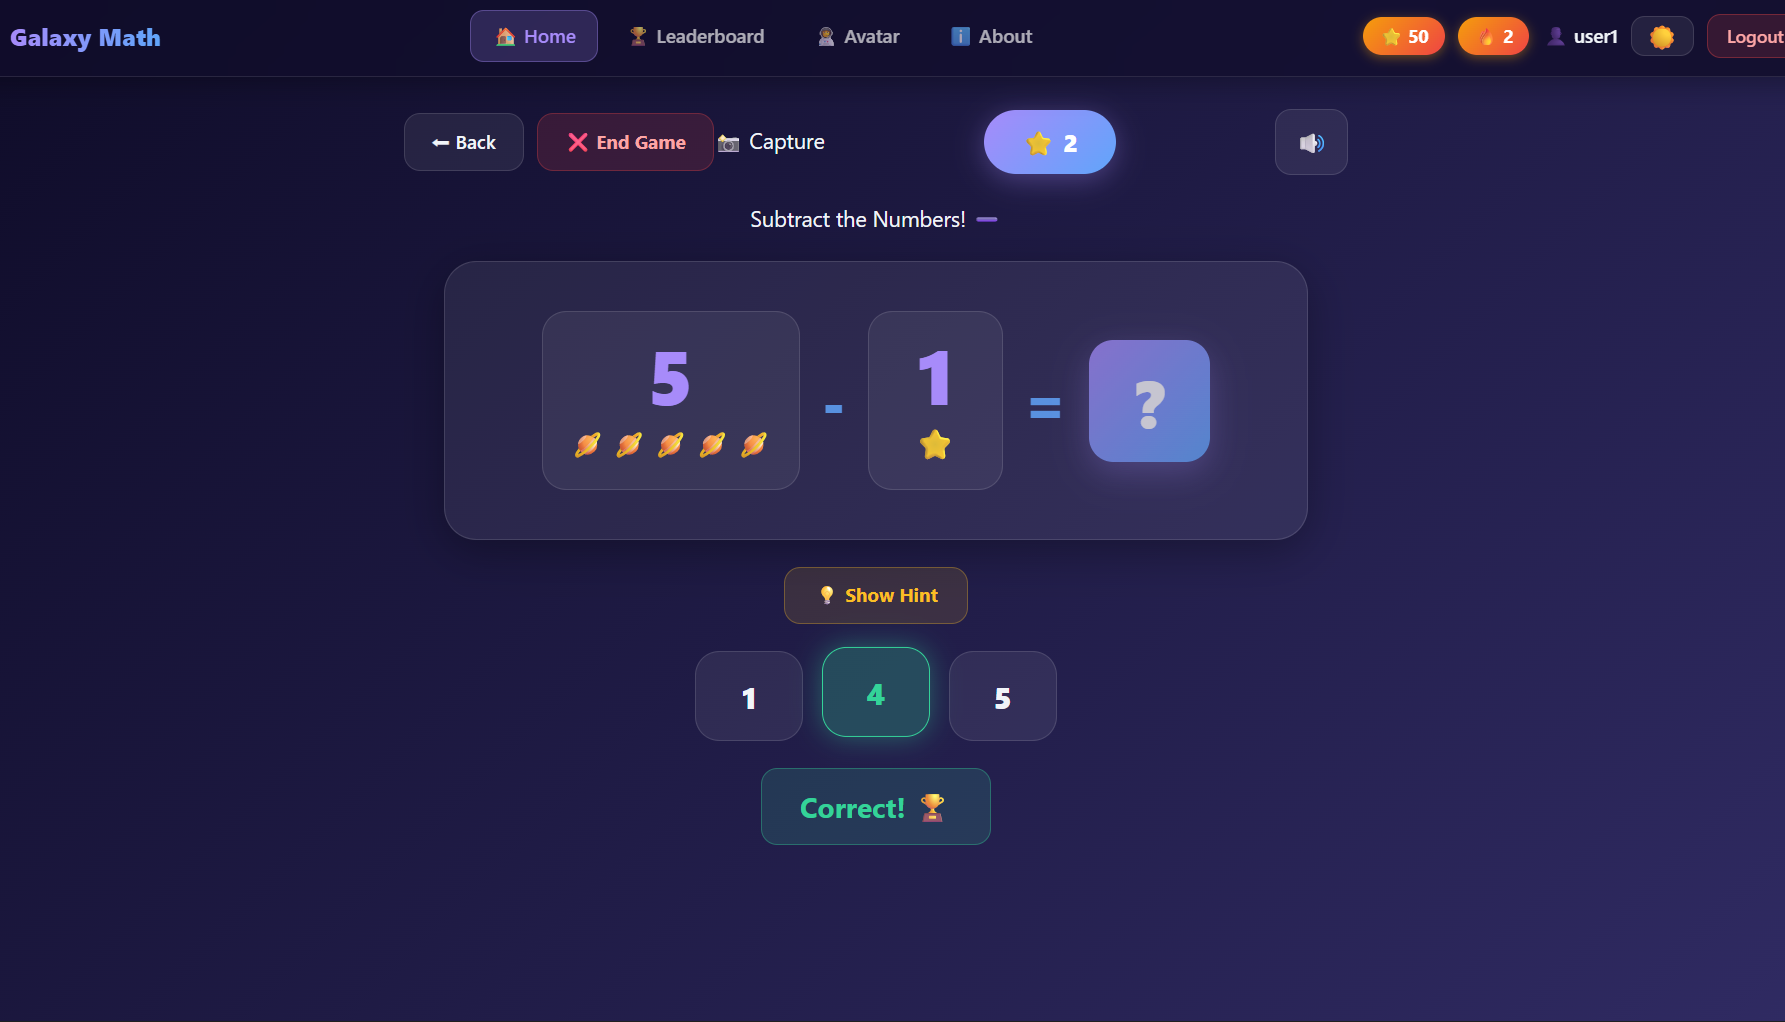 Galaxy Math
Home
Leaderboard
Avatar
About
50
2
user1
Logout
Back
End Game
Capture
2
Subtract the Numbers!
5
-
1
=
?
Show Hint
1
4
5
Correct!